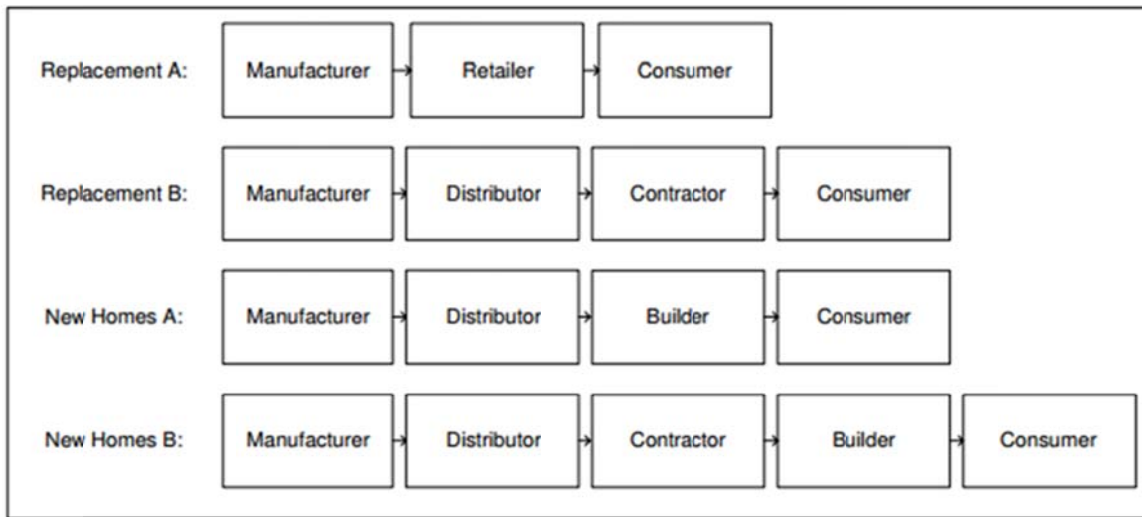 Replacement A: Manufacturer Retailer Consumer
Replacement B: Manufacturer Distributor Contractor Consumer
New Homes A: Manufacturer Distributor Builder Consumer
New Homes B: Manufacturer Distributor Contractor Builder Consumer